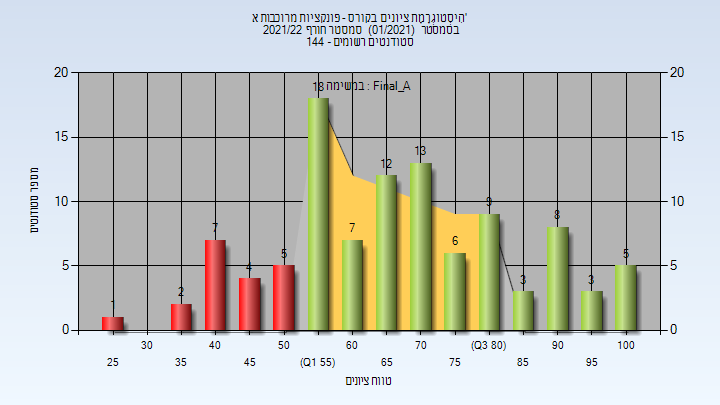 היסטוגרמת ציונים בקורס - פונקציות מרוכבות א'
בסמסטר (01/2021) סמסטר חורף 2021/22
סטודנטים רשומים - 144
במשימה : Final_A
מספר סטודנטים
20 20
15 15
10 10
5 5
0 0
1 2 7 4 5 18 7 12 13 6 9 3 8 3 5
30 40 50 60 70 (Q3 80) 90 100
25 35 45 (Q1 55) 65 75 85 95
טווח ציונים